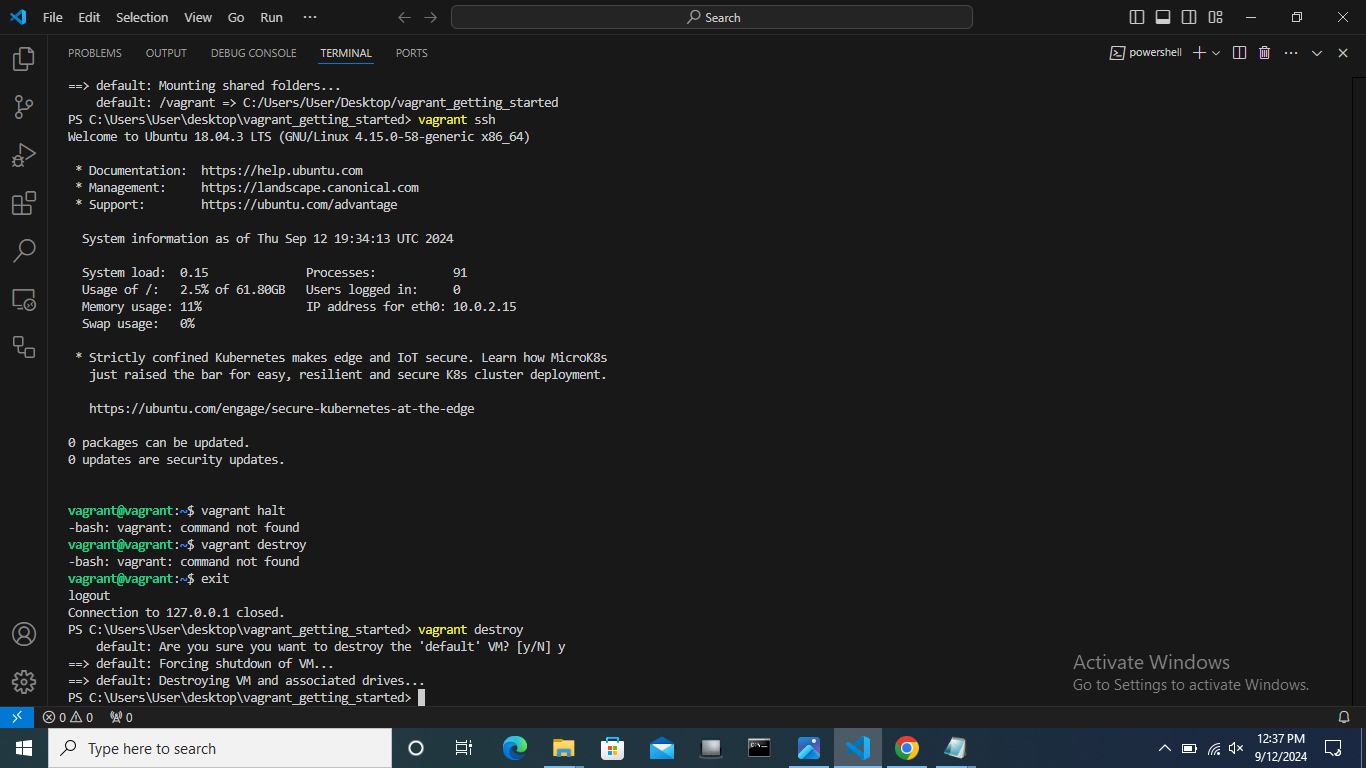 File Edit Selection View Go Run ··· Search
PROBLEMS OUTPUT DEBUG CONSOLE TERMINAL PORTS powershell
==> default: Mounting shared folders...
    default: /vagrant => C:/Users/User/Desktop/vagrant_getting_started
PS C:\Users\User\desktop\vagrant_getting_started> vagrant ssh
Welcome to Ubuntu 18.04.3 LTS (GNU/Linux 4.15.0-58-generic x86_64)
 * Documentation:  https://help.ubuntu.com
 * Management:     https://landscape.canonical.com
 * Support:        https://ubuntu.com/advantage
  System information as of Thu Sep 12 19:34:13 UTC 2024
  System load:  0.15              Processes:           91
  Usage of /:   2.5% of 61.80GB   Users logged in:     0
  Memory usage: 11%               IP address for eth0: 10.0.2.15
  Swap usage:   0%
 * Strictly confined Kubernetes makes edge and IoT secure. Learn how MicroK8s
   just raised the bar for easy, resilient and secure K8s cluster deployment.
   https://ubuntu.com/engage/secure-kubernetes-at-the-edge
0 packages can be updated.
0 updates are security updates.
vagrant@vagrant:~$ vagrant halt
-bash: vagrant: command not found
vagrant@vagrant:~$ vagrant destroy
-bash: vagrant: command not found
vagrant@vagrant:~$ exit
logout
Connection to 127.0.0.1 closed.
PS C:\Users\User\desktop\vagrant_getting_started> vagrant destroy
    default: Are you sure you want to destroy the 'default' VM? [y/N] y
==> default: Forcing shutdown of VM...
==> default: Destroying VM and associated drives...
PS C:\Users\User\desktop\vagrant_getting_started>
Activate Windows
Go to Settings to activate Windows.
0 0 0
Type here to search
12:37 PM
9/12/2024